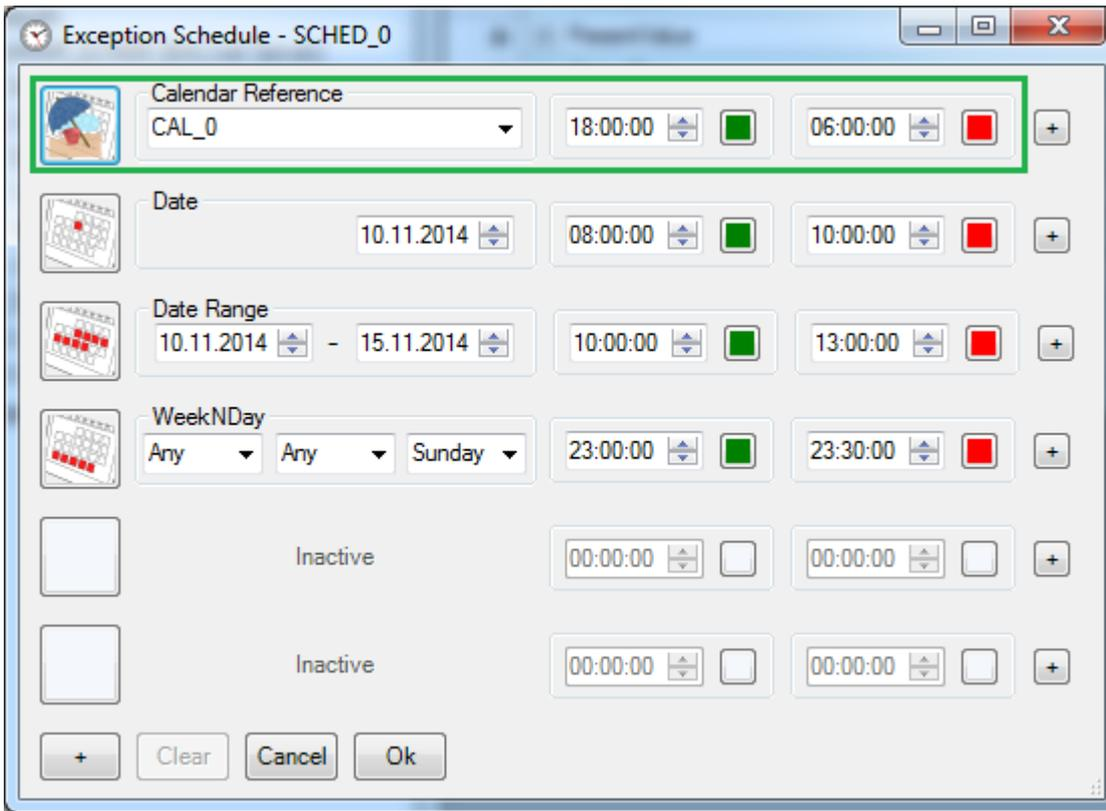 Exception Schedule - SCHED_0
Calendar Reference
CAL_0 18:00:00 06:00:00 +
Date
10.11.2014 08:00:00 10:00:00 +
Date Range
10.11.2014 - 15.11.2014 10:00:00 13:00:00 +
WeekNDay
Any Any Sunday 23:00:00 23:30:00 +
Inactive 00:00:00 00:00:00 +
Inactive 00:00:00 00:00:00 +
+ Clear Cancel Ok